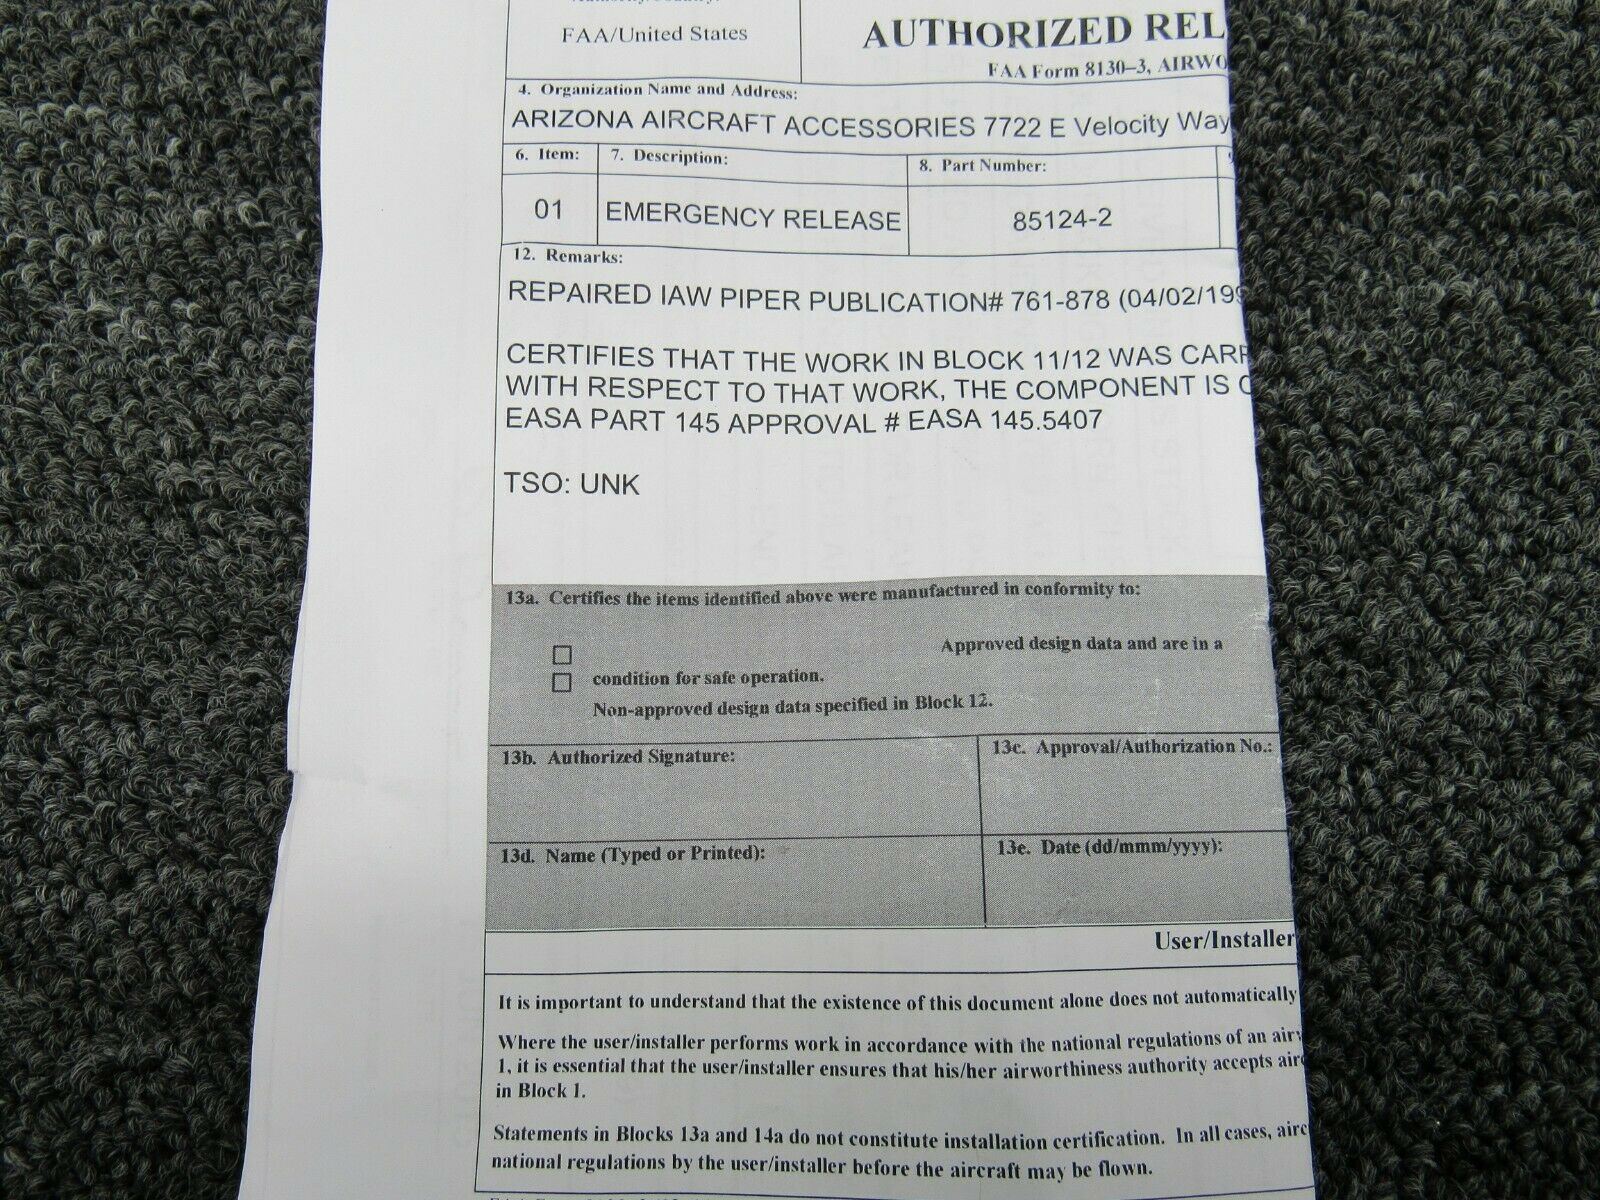 FAA/United States
AUTHORIZED REL
FAA Form 8130–3, AIRWO
4. Organization Name and Address:
ARIZONA AIRCRAFT ACCESSORIES 7722 E Velocity Way
6. Item:
7. Description:
8. Part Number:
01
EMERGENCY RELEASE
85124-2
12. Remarks:
REPAIRED IAW PIPER PUBLICATION# 761-878 (04/02/199
CERTIFIES THAT THE WORK IN BLOCK 11/12 WAS CARR
WITH RESPECT TO THAT WORK, THE COMPONENT IS C
EASA PART 145 APPROVAL # EASA 145.5407
TSO: UNK
13a. Certifies the items identified above were manufactured in conformity to:
Approved design data and are in a
condition for safe operation.
Non-approved design data specified in Block 12.
13b. Authorized Signature:
13c. Approval/Authorization No.:
13d. Name (Typed or Printed):
13e. Date (dd/mmm/yyyy):
User/Installer
It is important to understand that the existence of this document alone does not automatically
Where the user/installer performs work in accordance with the national regulations of an airw
1, it is essential that the user/installer ensures that his/her airworthiness authority accepts airc
in Block 1.
Statements in Blocks 13a and 14a do not constitute installation certification. In all cases, airc
national regulations by the user/installer before the aircraft may be flown.